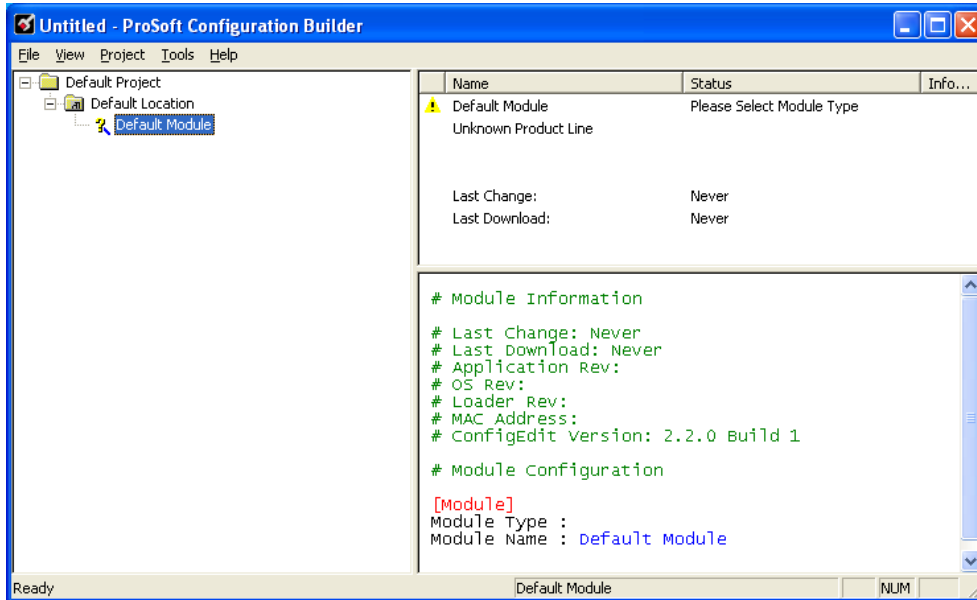 Untitled - ProSoft Configuration Builder
File View Project Tools Help
Default Project
Default Location
Default Module
Name Status Info...
Default Module Please Select Module Type
Unknown Product Line
Last Change: Never
Last Download: Never
# Module Information
# Last Change: Never
# Last Download: Never
# Application Rev:
# OS Rev:
# Loader Rev:
# MAC Address:
# ConfigEdit Version: 2.2.0 Build 1
# Module Configuration
[Module]
Module Type :
Module Name : Default Module
Ready Default Module NUM